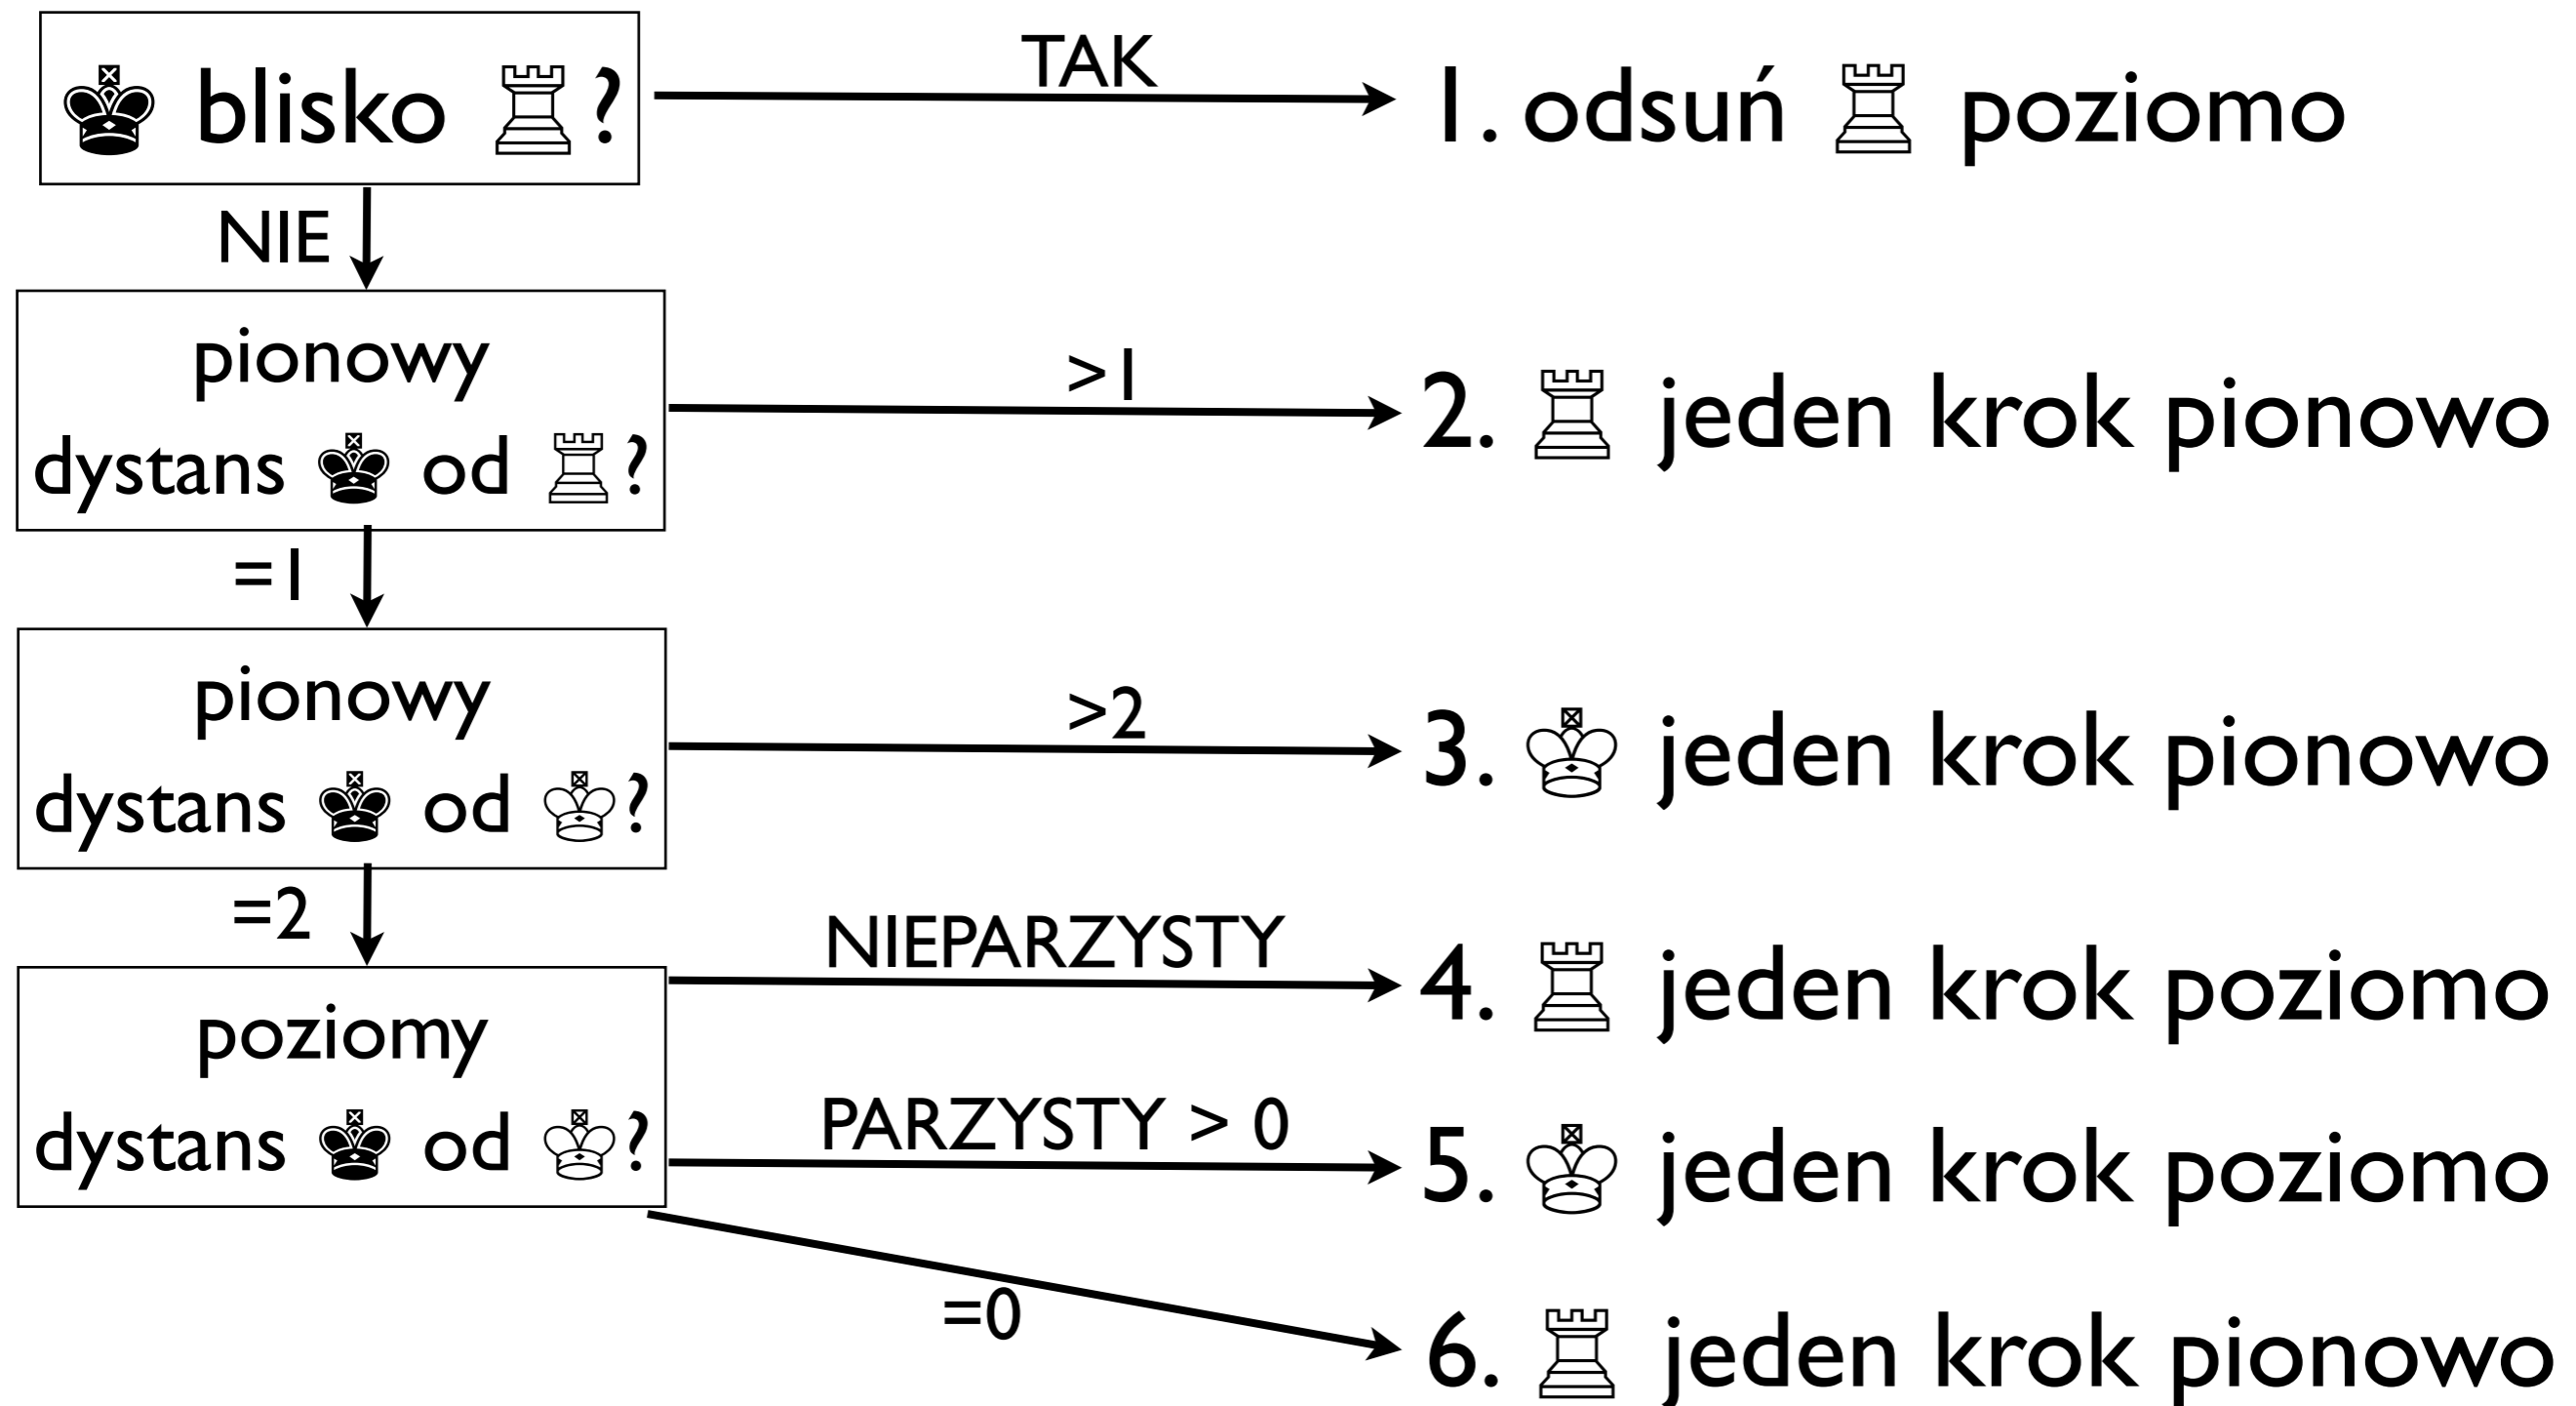 ♚ blisko ♖?
TAK
1. odsuń ♖ poziomo
NIE
pionowy
dystans ♚ od ♖?
>1
2. ♖ jeden krok pionowo
=1
pionowy
dystans ♚ od ♔?
>2
3. ♔ jeden krok pionowo
=2
poziomy
dystans ♚ od ♔?
NIEPARZYSTY
4. ♖ jeden krok poziomo
PARZYSTY > 0
5. ♔ jeden krok poziomo
=0
6. ♖ jeden krok pionowo